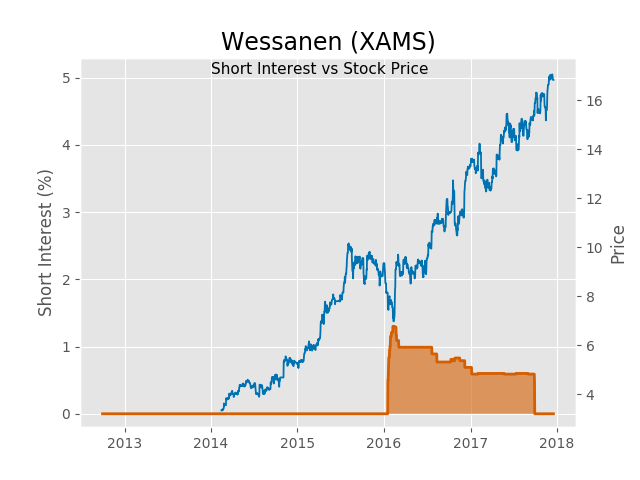 Wessanen (XAMS)
Short Interest vs Stock Price
Short Interest (%)
5
4
3
2
1
0
16
14
12
10
8
6
4
Price
2013 2014 2015 2016 2017 2018